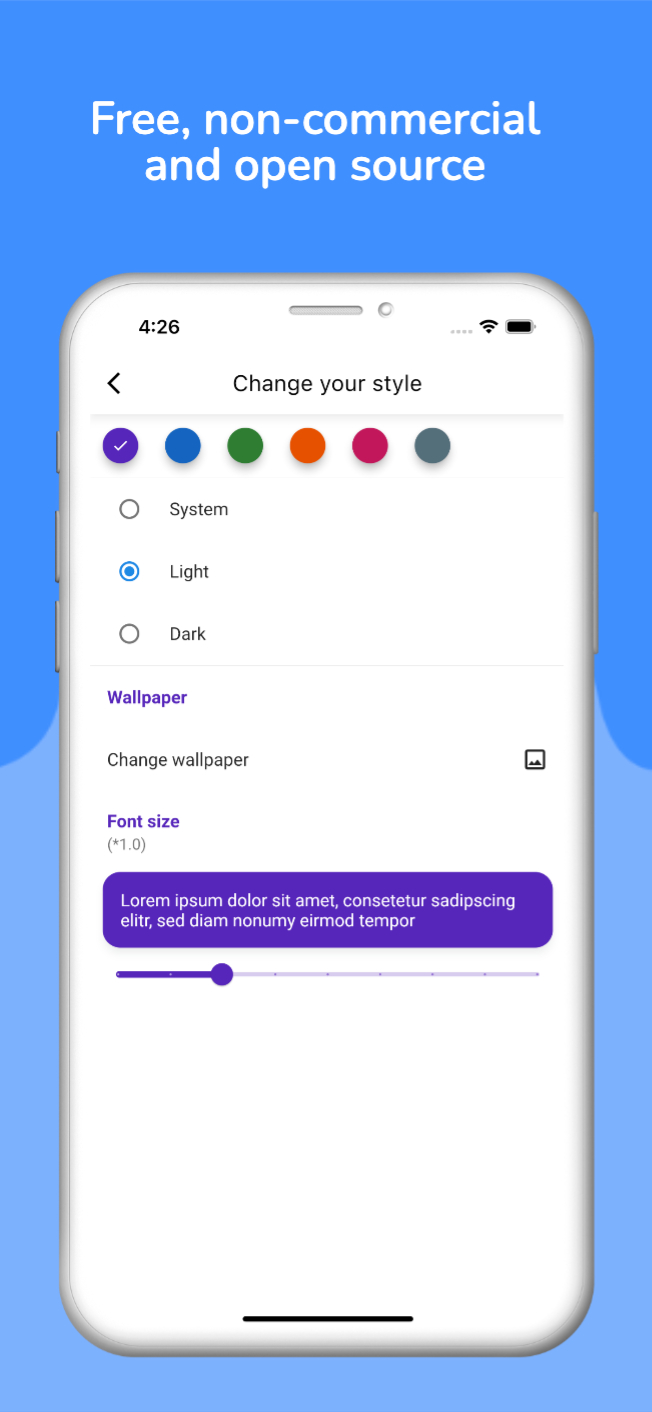 Free, non-commercial
and open source
4:26
Change your style
System
Light
Dark
Wallpaper
Change wallpaper
Font size
(*1.0)
Lorem ipsum dolor sit amet, consetetur sadipscing
elitr, sed diam nonumy eirmod tempor